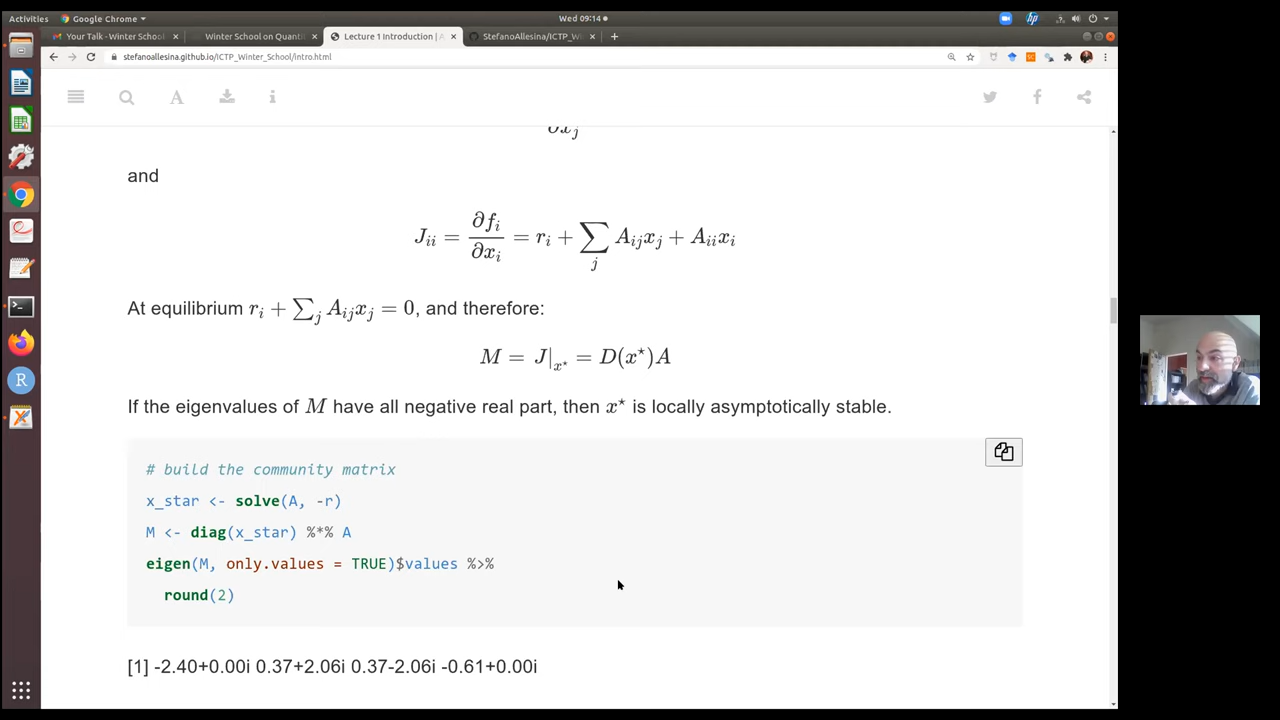 Activities Google Chrome Wed 09:14
Your Talk - Winter School Winter School on Quanti Lecture 1 Introduction | A StefanoAllesina/ICTP_Wi
stefanoallesina.github.io/ICTP_Winter_School/intro.html
∂x_j
and
J_{ii} = \frac{∂f_i}{∂x_i} = r_i + \sum_j A_{ij}x_j + A_{ii}x_i
At equilibrium r_i + ∑_j A_{ij}x_j = 0, and therefore:
M = J|_{x^⋆} = D(x^⋆)A
If the eigenvalues of M have all negative real part, then x^⋆ is locally asymptotically stable.
# build the community matrix
x_star <- solve(A, -r)
M <- diag(x_star) %*% A
eigen(M, only.values = TRUE)$values %>%
round(2)
[1] -2.40+0.00i 0.37+2.06i 0.37-2.06i -0.61+0.00i